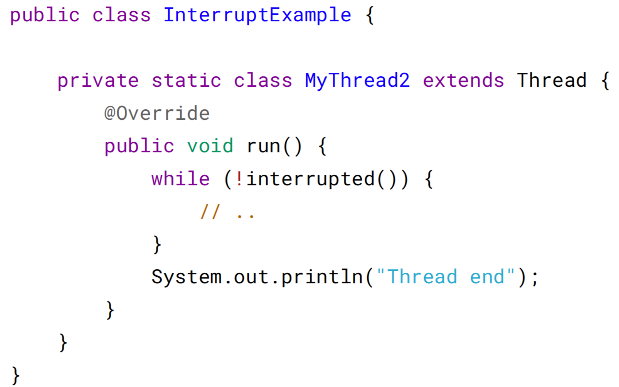 public class InterruptExample {
    private static class MyThread2 extends Thread {
        @Override
        public void run() {
            while (!interrupted()) {
                // ..
            }
            System.out.println("Thread end");
        }
    }
}